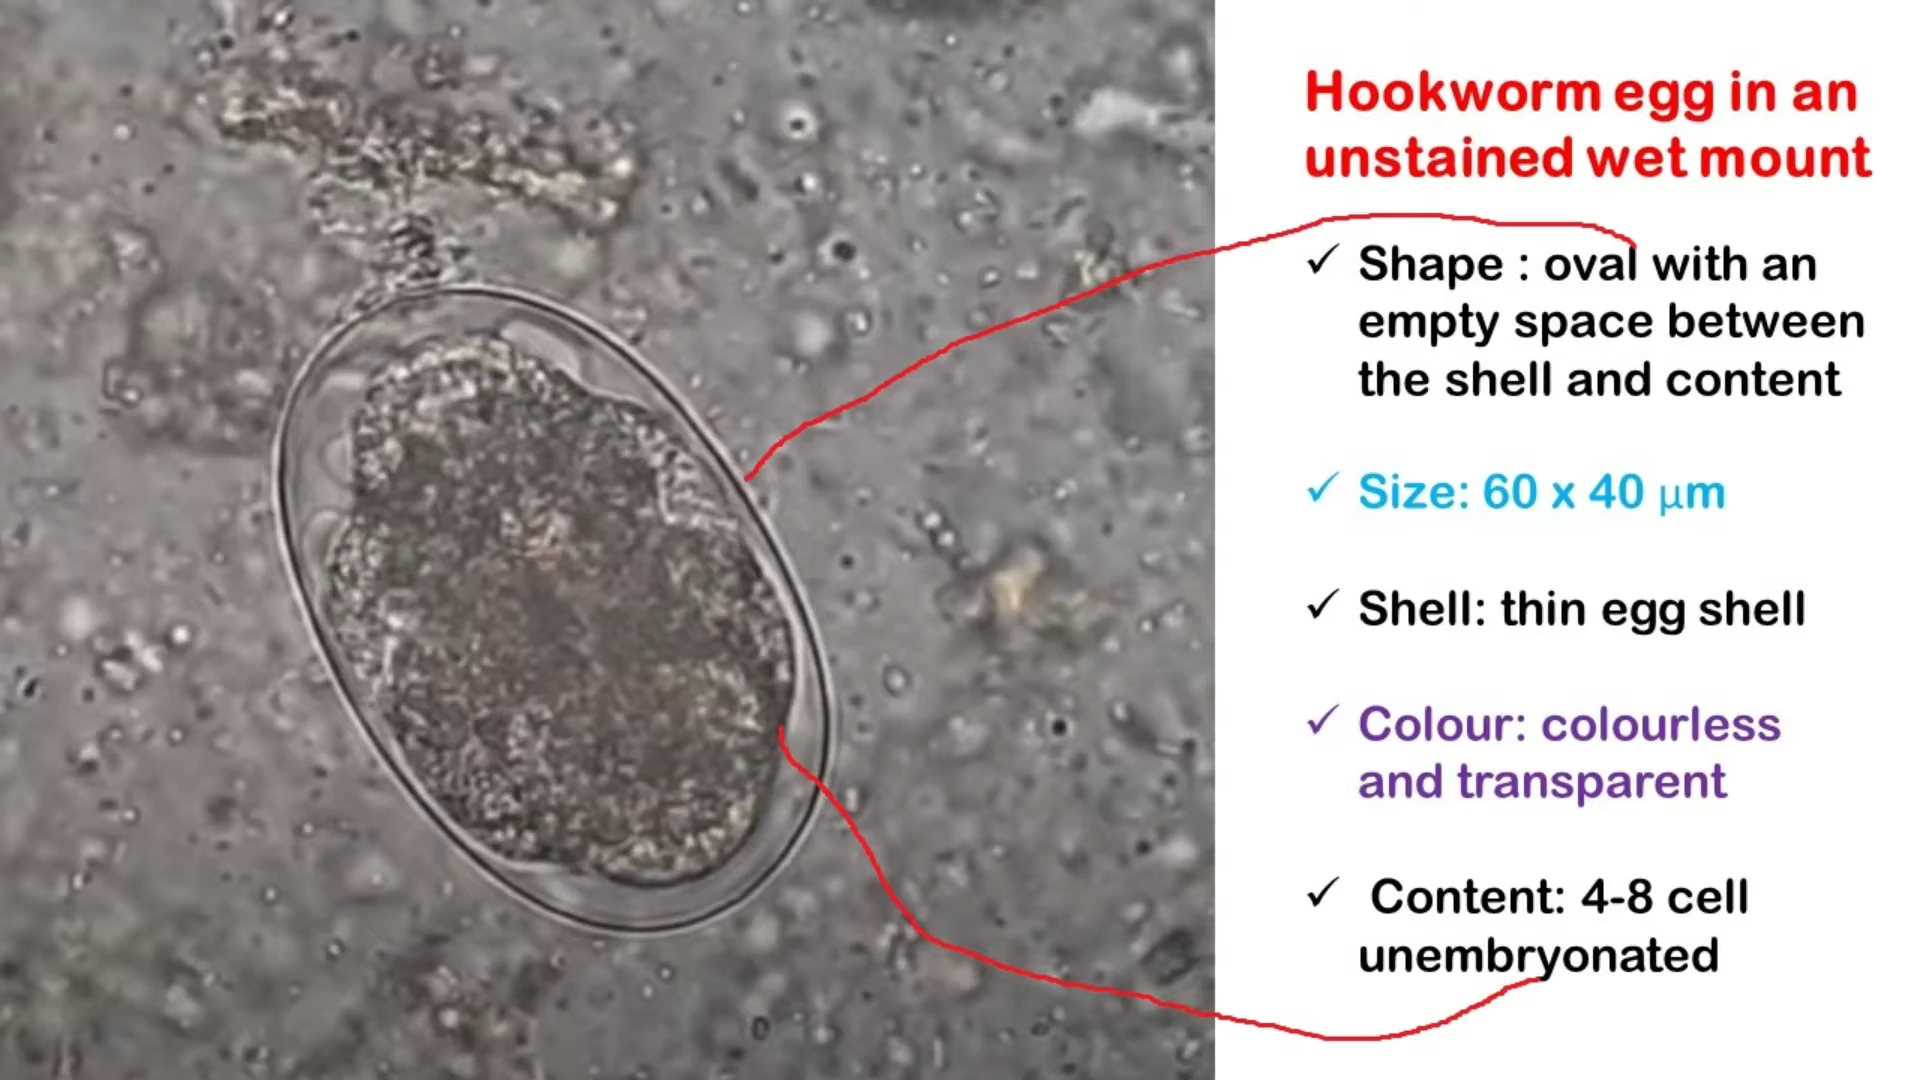 Hookworm egg in an
unstained wet mount
✓ Shape : oval with an
empty space between
the shell and content
✓ Size: 60 x 40 μm
✓ Shell: thin egg shell
✓ Colour: colourless
and transparent
✓ Content: 4-8 cell
unembryonated